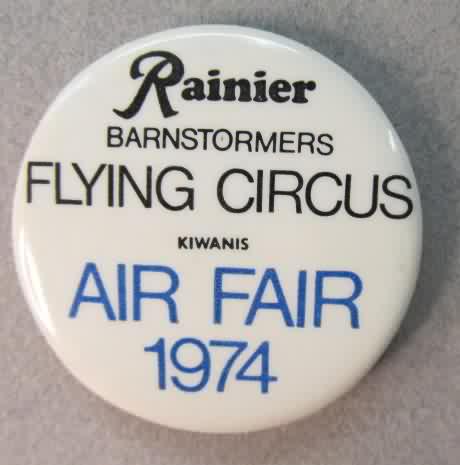 Rainier
BARNSTORMERS
FLYING CIRCUS
KIWANIS
AIR FAIR
1974